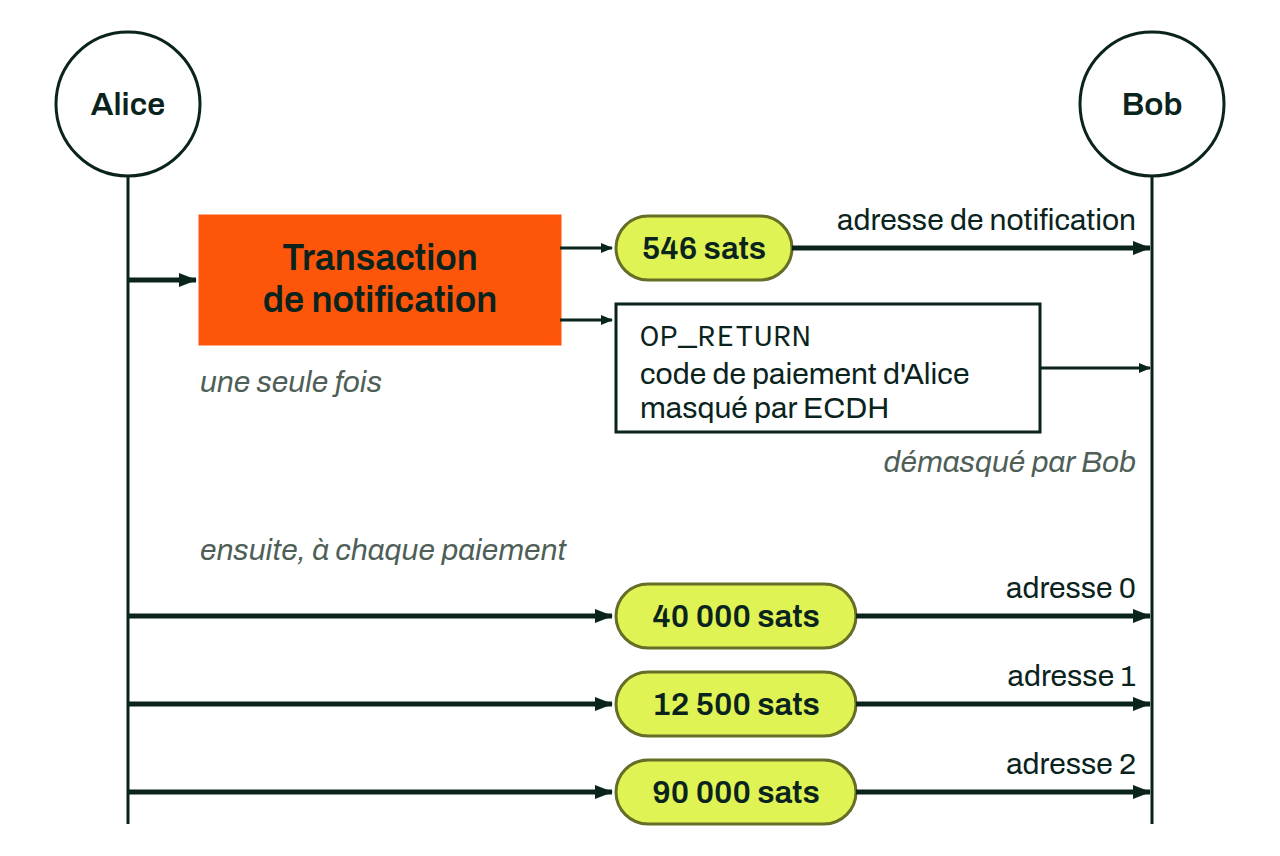 Alice
Bob
Transaction
de notification
546 sats
adresse de notification
OP_RETURN
code de paiement d'Alice
masqué par ECDH
une seule fois
démasqué par Bob
ensuite, à chaque paiement
40 000 sats
adresse 0
12 500 sats
adresse 1
90 000 sats
adresse 2